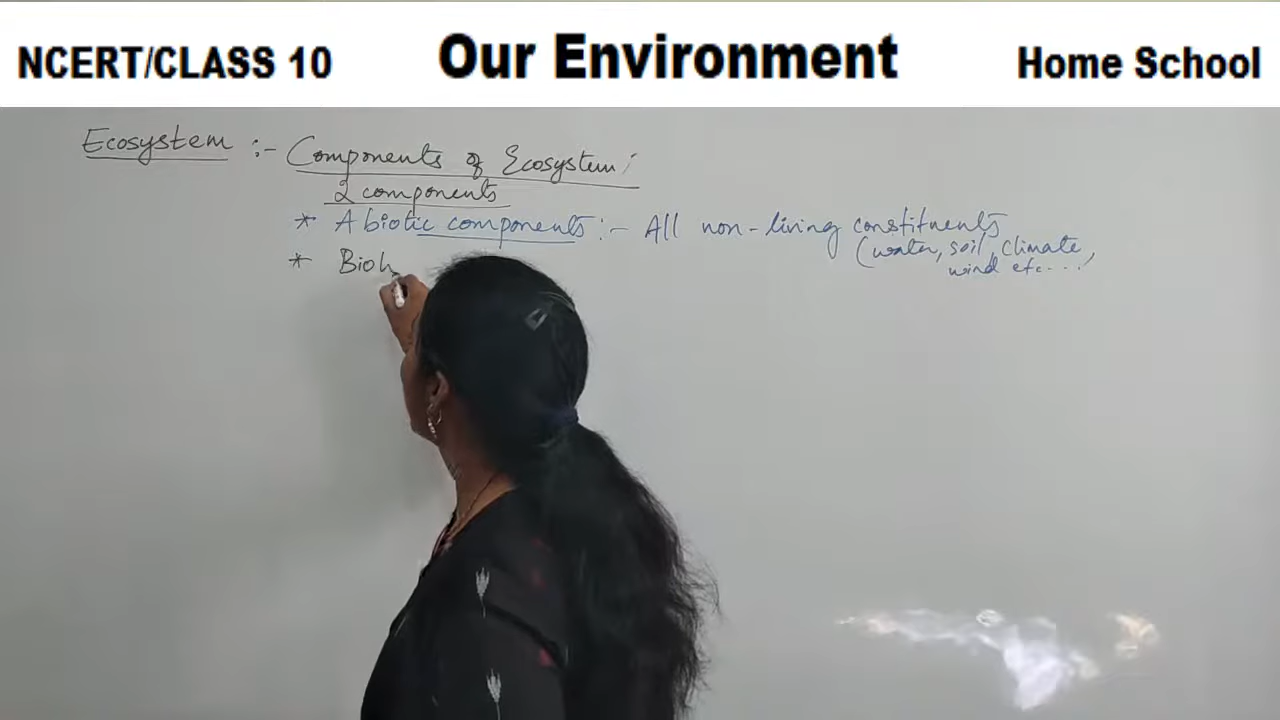 NCERT/CLASS 10 Our Environment Home School
Ecosystem :- Components of Ecosystem:
2 components
* Abiotic components :- All non-living constituents
(water, soil, climate,
wind etc....)
*